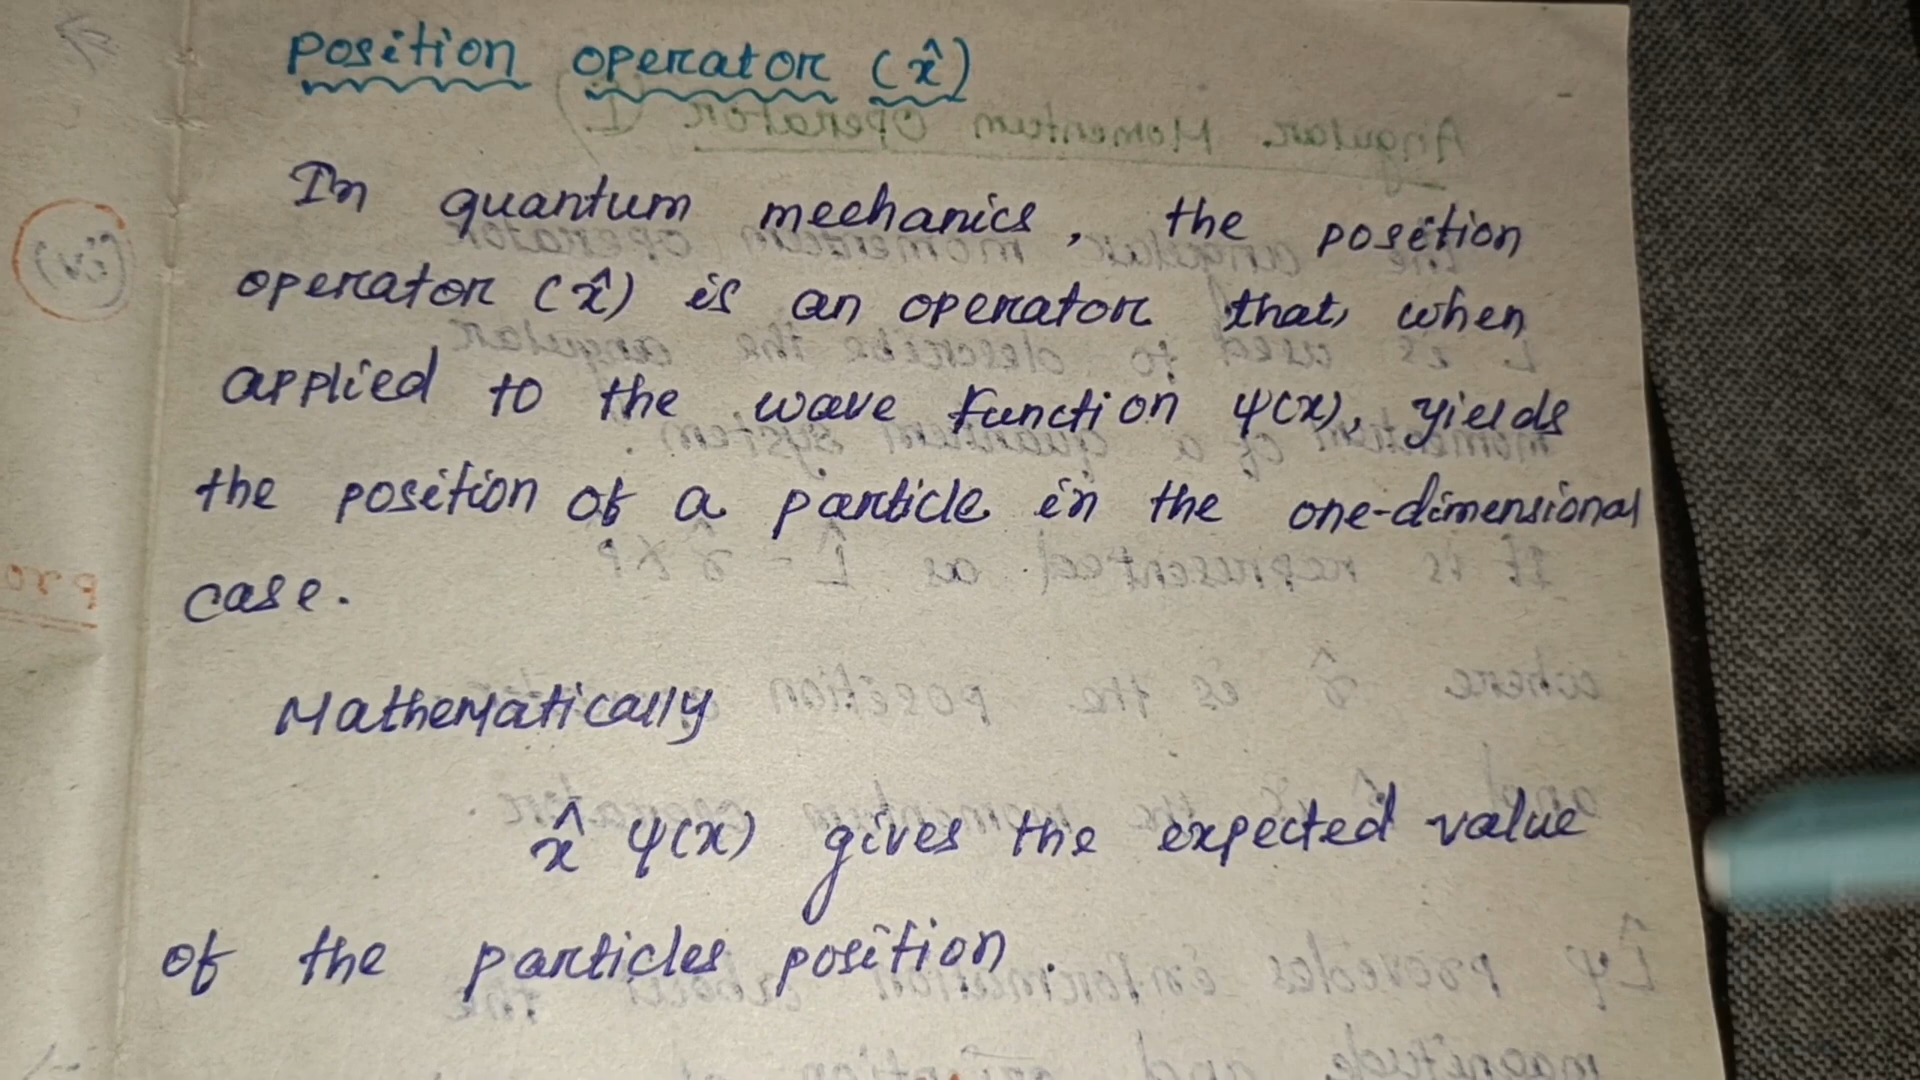 Position operator (x̂)
In quantum mechanics, the position
operator (x̂) is an operator that, when
applied to the wave function ψ(x), yields
the position of a particle in the one-dimensional
case.
Mathematically
x̂ ψ(x) gives the expected value
of the particles position.